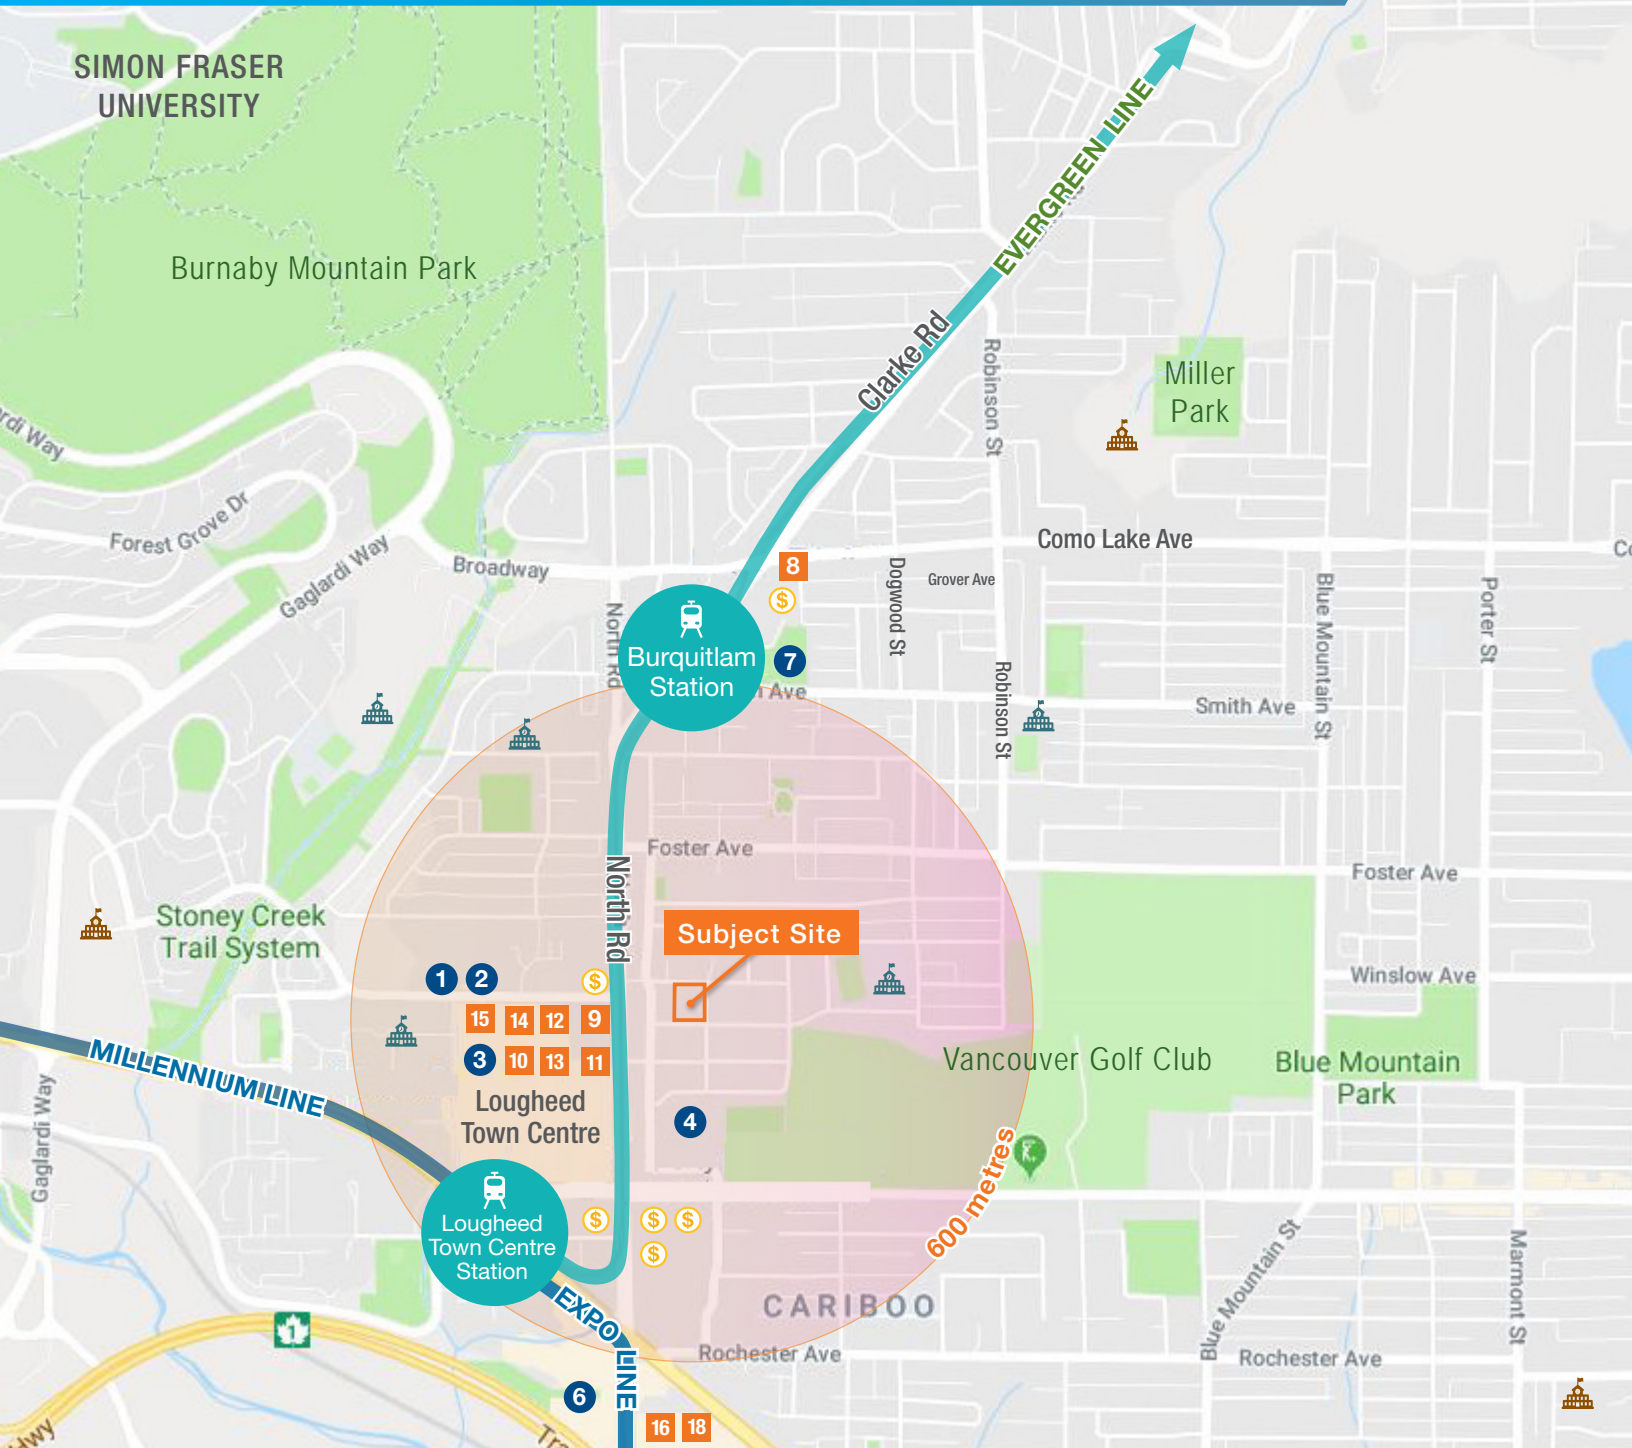 SIMON FRASER
UNIVERSITY
EVERGREEN LINE
Burnaby Mountain Park
Clarke Rd
Robinson St
Miller
Park
rdi Way
Forest Grove Dr
Gaglardi Way
Broadway
Como Lake Ave
8
$
Dogwood St
Grover Ave
Blue Mountain St
Porter St
North Rd
Burquitlam
Station
7
Ave
Robinson St
Smith Ave
Foster Ave
Foster Ave
North Rd
Stoney Creek
Trail System
Subject Site
Winslow Ave
1
2
$
15
14
12
9
3
10
13
11
MILLENNIUM LINE
Lougheed
Town Centre
4
Vancouver Golf Club
Blue Mountain
Park
Gaglardi Way
600 metres
Lougheed
Town Centre
Station
$
$
$
$
Blue Mountain St
Marmont St
EXPO LINE
CARIBOO
1
Rochester Ave
Rochester Ave
6
16
18
Hwy